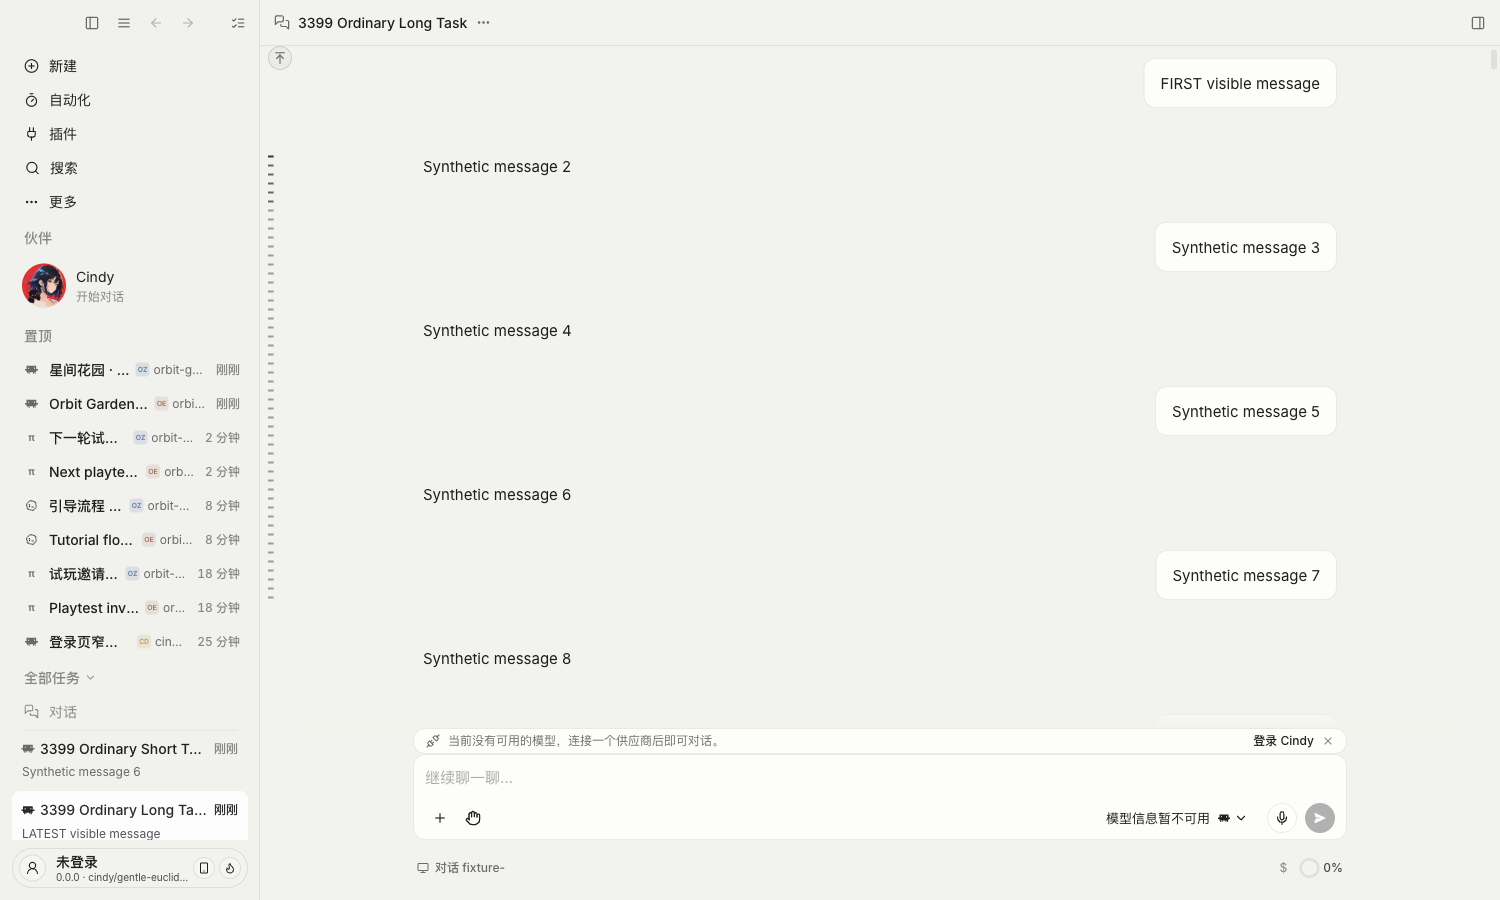 3399 Ordinary Long Task
新建
自动化
插件
搜索
更多
伙伴
Cindy
开始对话
置顶
星间花园 · ... OZ orbit-g... 刚刚
Orbit Garden... OE orbi... 刚刚
下一轮试... OZ orbit-... 2 分钟
Next playte... OE orb... 2 分钟
引导流程 ... OZ orbit-... 8 分钟
Tutorial flo... OE orbi... 8 分钟
试玩邀请... OZ orbit-... 18 分钟
Playtest inv... OE or... 18 分钟
登录页窄... CD cin... 25 分钟
全部任务
对话
3399 Ordinary Short T... 刚刚
Synthetic message 6
3399 Ordinary Long Ta... 刚刚
LATEST visible message
未登录
0.0.0 · cindy/gentle-euclid...
FIRST visible message
Synthetic message 2
Synthetic message 3
Synthetic message 4
Synthetic message 5
Synthetic message 6
Synthetic message 7
Synthetic message 8
当前没有可用的模型，连接一个供应商后即可对话。 登录 Cindy
继续聊一聊...
模型信息暂不可用
对话 fixture-
$ 0%